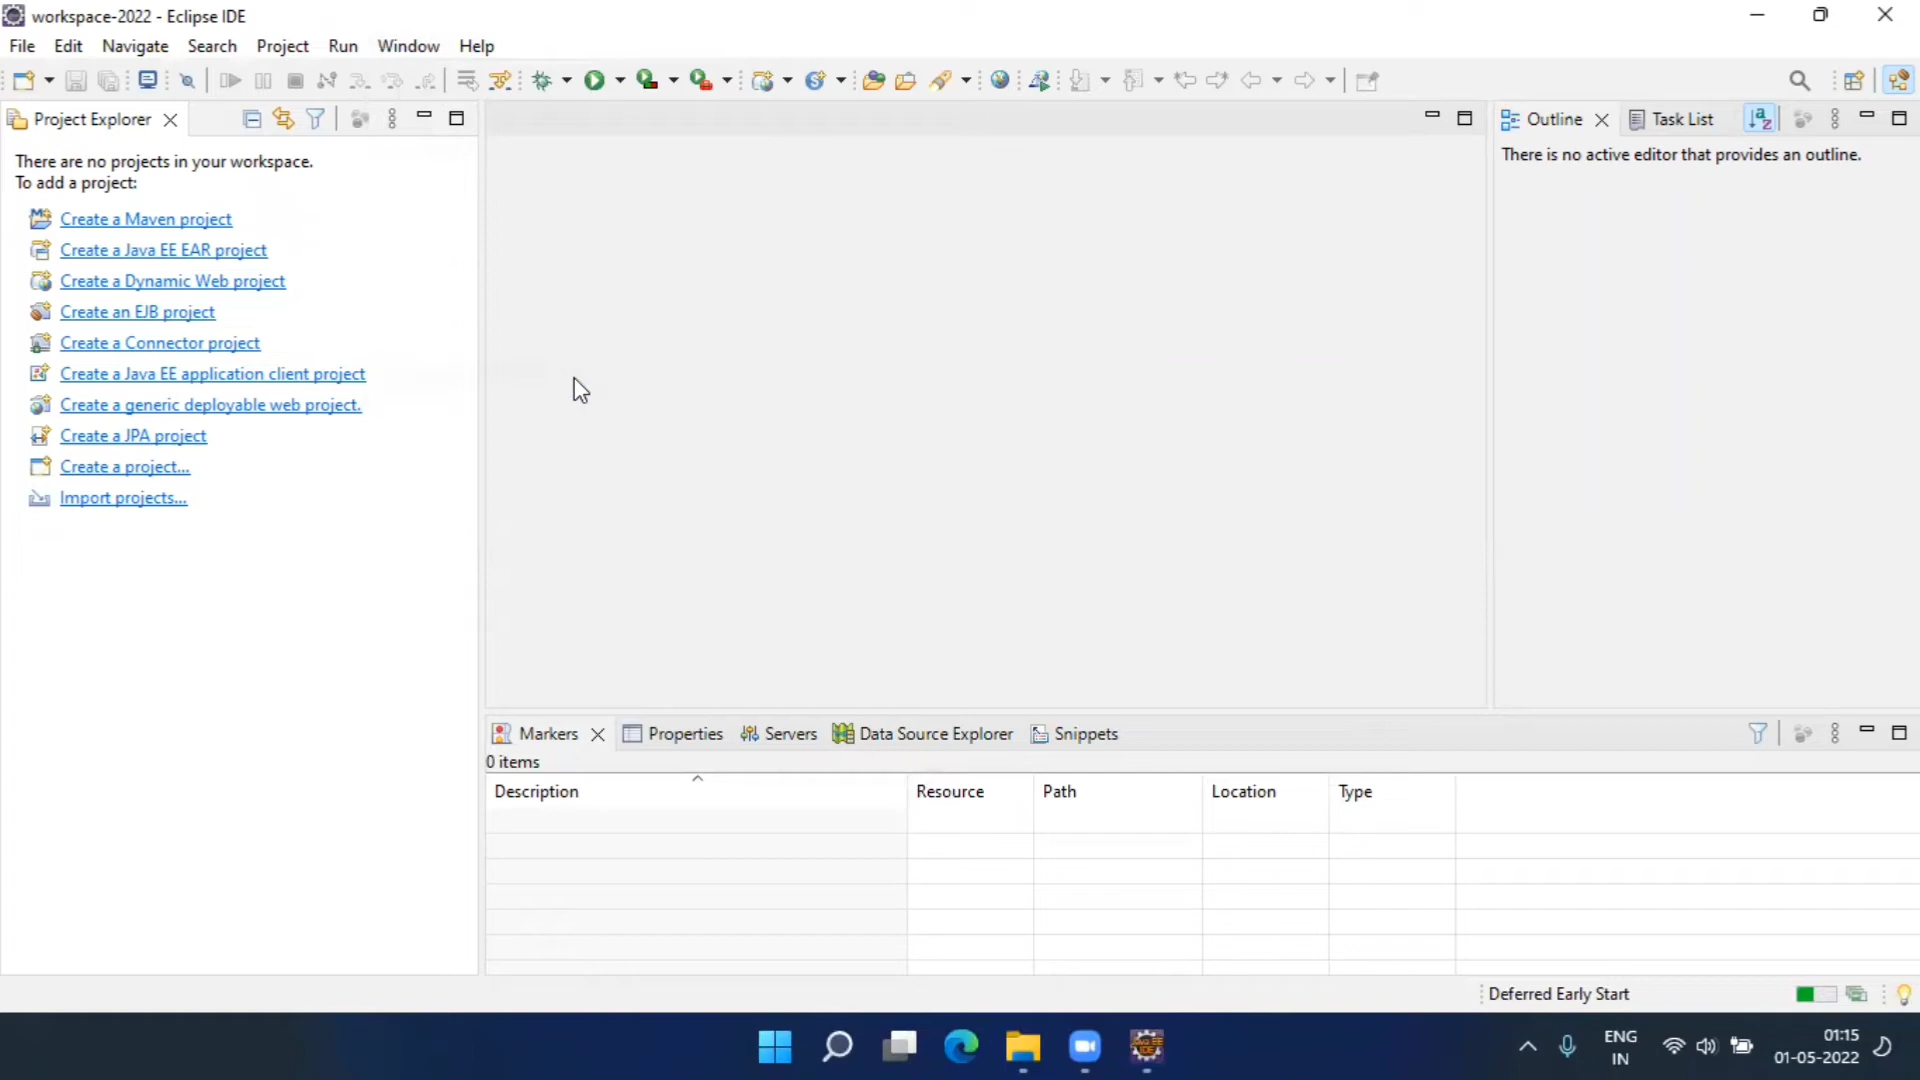 workspace-2022 - Eclipse IDE
File Edit Navigate Search Project Run Window Help
Project Explorer
There are no projects in your workspace.
To add a project:
Create a Maven project
Create a Java EE EAR project
Create a Dynamic Web project
Create an EJB project
Create a Connector project
Create a Java EE application client project
Create a generic deployable web project.
Create a JPA project
Create a project...
Import projects...
Outline Task List
There is no active editor that provides an outline.
Markers Properties Servers Data Source Explorer Snippets
0 items
Description Resource Path Location Type
Deferred Early Start
ENG
IN
01:15
01-05-2022